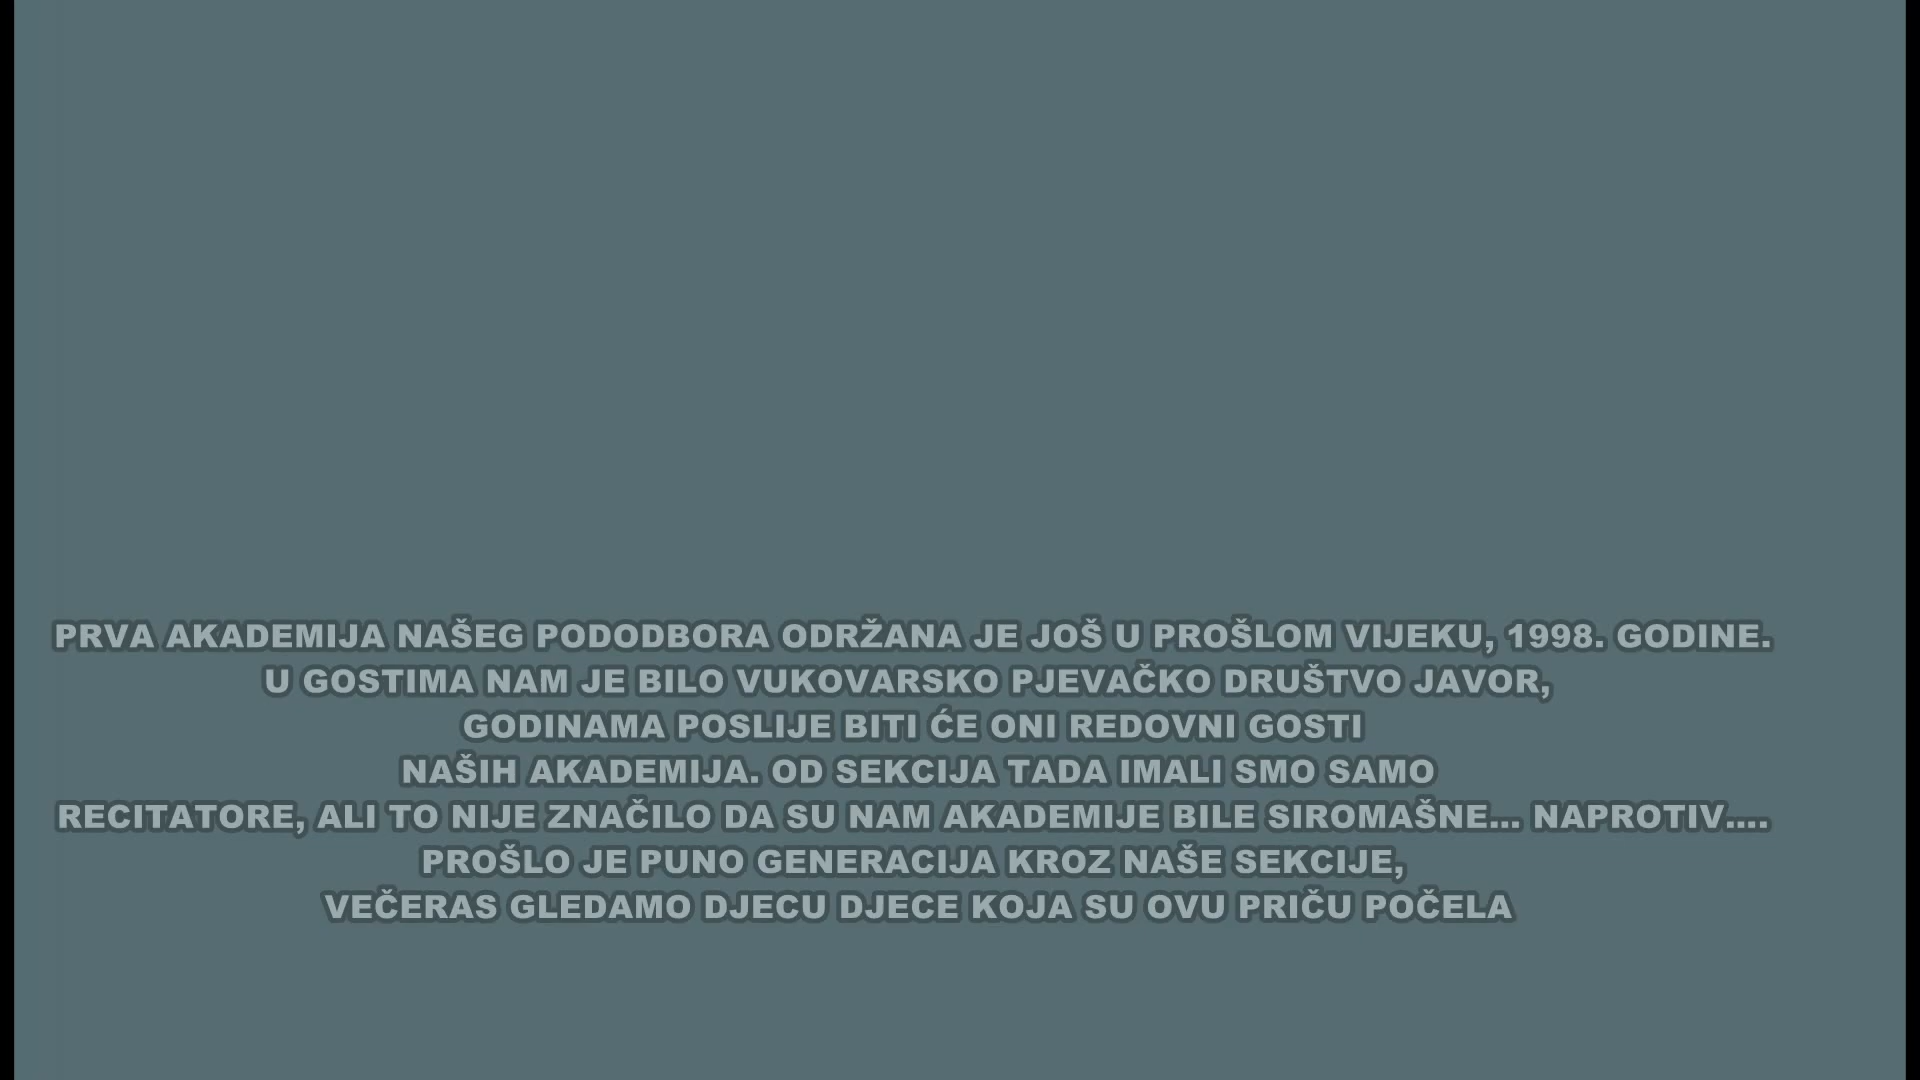 PRVA AKADEMIJA NAŠEG PODODBORA ODRŽANA JE JOŠ U PROŠLOM VIJEKU, 1998. GODINE.
U GOSTIMA NAM JE BILO VUKOVARSKO PJEVAČKO DRUŠTVO JAVOR,
GODINAMA POSLIJE BITI ĆE ONI REDOVNI GOSTI
NAŠIH AKADEMIJA. OD SEKCIJA TADA IMALI SMO SAMO
RECITATORE, ALI TO NIJE ZNAČILO DA SU NAM AKADEMIJE BILE SIROMAŠNE... NAPROTIV....
PROŠLO JE PUNO GENERACIJA KROZ NAŠE SEKCIJE,
VEČERAS GLEDAMO DJECU DJECE KOJA SU OVU PRIČU POČELA